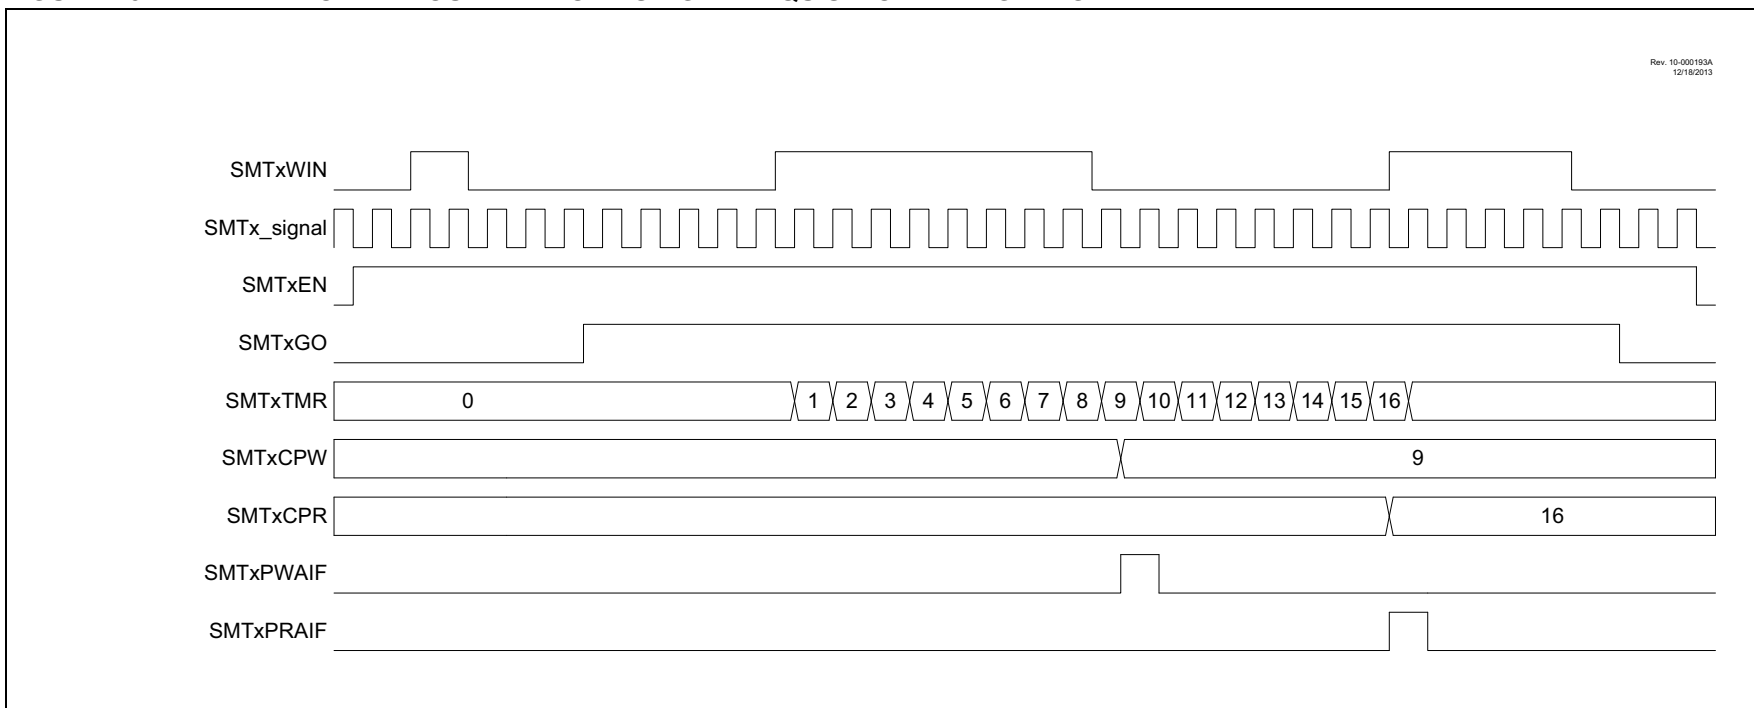 Rev. 10-000193A
12/18/2013
SMTxWIN
SMTx_signal
SMTxEN
SMTxGO
SMTxTMR 0 1 2 3 4 5 6 7 8 9 10 11 12 13 14 15 16
SMTxCPW 9
SMTxCPR 16
SMTxPWAIF
SMTxPRAIF